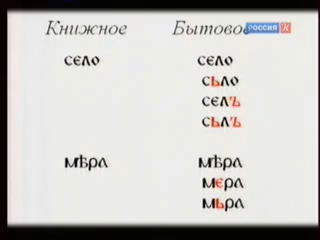 Книжное Бытовое
РОССИЯ К
село село
сьло
селъ
сьлъ
мѣра мѣра
мера
мьра